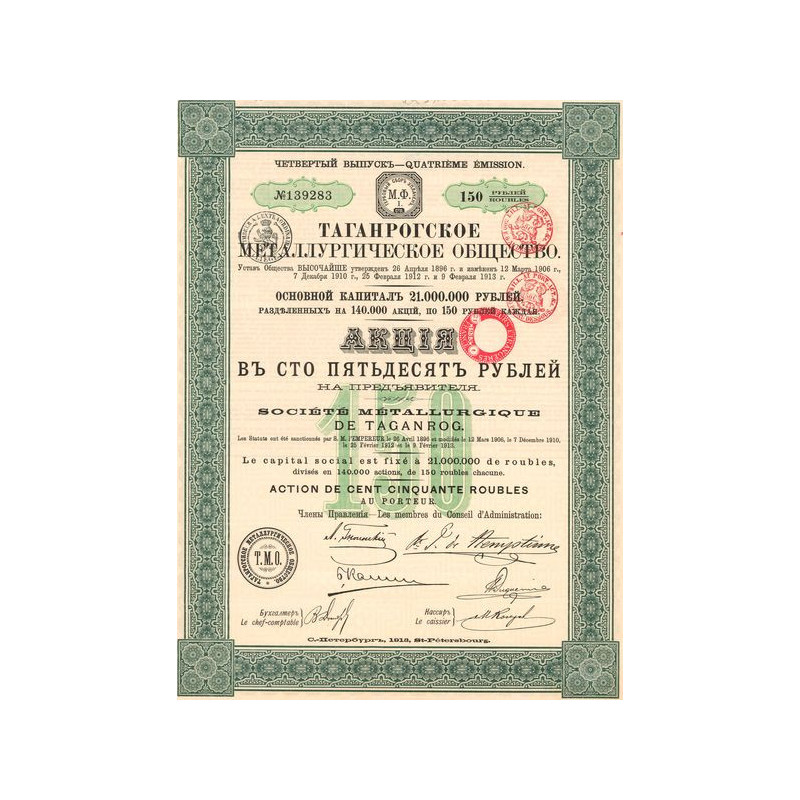 ЧЕТВЕРТЫЙ ВЫПУСКЪ—QUATRIÈME ÉMISSION.
№139283
М.Ф.
150 РУБЛЕЙ ROUBLES
ТАГАНРОГСКОЕ
МЕТАЛЛУРГИЧЕСКОЕ ОБЩЕСТВО.
Уставъ Общества ВЫСОЧАЙШЕ утвержденъ 26 Апрѣля 1896 г. и измѣненъ 12 Марта 1906 г.,
7 Декабря 1910 г., 25 Февраля 1912 г. и 9 Февраля 1913 г.
ОСНОВНОЙ КАПИТАЛЪ 21.000.000 РУБЛЕЙ,
РАЗДѢЛЕННЫХЪ НА 140.000 АКЦІЙ, ПО 150 РУБЛЕЙ КАЖДАЯ.
АКЦІЯ
ВЪ СТО ПЯТЬДЕСЯТЪ РУБЛЕЙ
НА ПРЕДЪЯВИТЕЛЯ.
150
SOCIÉTÉ MÉTALLURGIQUE
DE TAGANROG.
Les Statuts ont été sanctionnés par S. M. l'EMPEREUR le 26 Avril 1896 et modifiés le 12 Mars 1906, le 7 Décembre 1910,
le 25 Février 1912 et le 9 Février 1913.
Le capital social est fixé à 21.000.000 de roubles,
divisés en 140.000 actions, de 150 roubles chacune.
ACTION DE CENT CINQUANTE ROUBLES
AU PORTEUR.
Члены Правленія—Les membres du Conseil d'Administration:
ТАГАНРОГСКОЕ МЕТАЛЛУРГИЧЕСКОЕ ОБЩЕСТВО.
Т.М.О.
Бухгалтеръ
Le chef-comptable
Кассиръ
Le caissier
С.-Петербургъ, 1913, St-Pétersbourg.